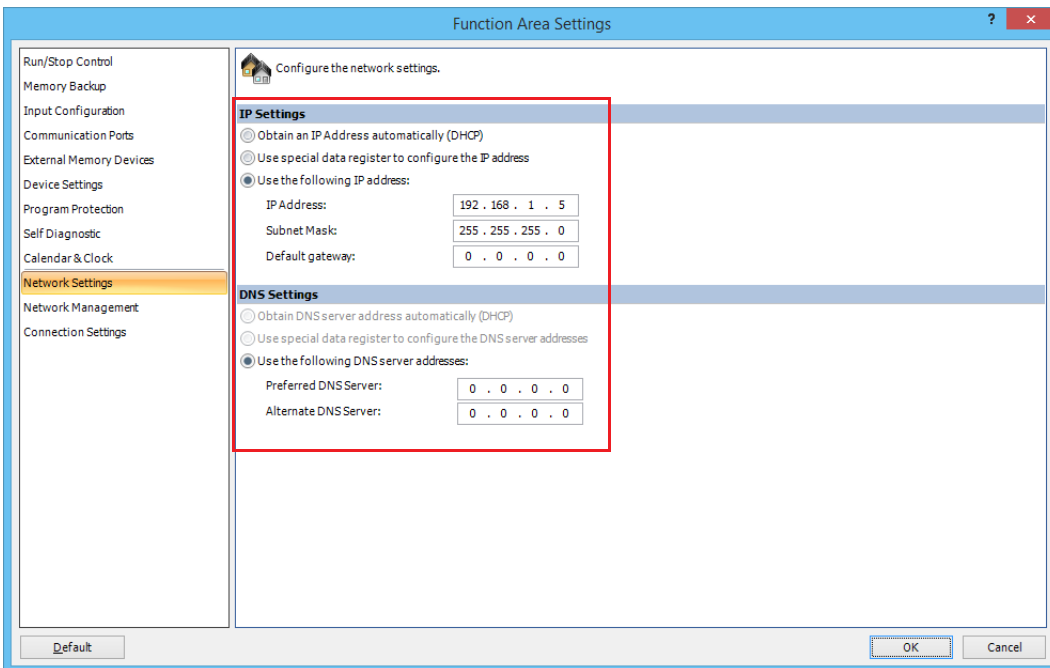 Function Area Settings
?
Run/Stop Control
Memory Backup
Input Configuration
Communication Ports
External Memory Devices
Device Settings
Program Protection
Self Diagnostic
Calendar & Clock
Network Settings
Network Management
Connection Settings
Configure the network settings.
IP Settings
Obtain an IP Address automatically (DHCP)
Use special data register to configure the IP address
Use the following IP address:
IP Address: 192 . 168 . 1 . 5
Subnet Mask: 255 . 255 . 255 . 0
Default gateway: 0 . 0 . 0 . 0
DNS Settings
Obtain DNS server address automatically (DHCP)
Use special data register to configure the DNS server addresses
Use the following DNS server addresses:
Preferred DNS Server: 0 . 0 . 0 . 0
Alternate DNS Server: 0 . 0 . 0 . 0
Default OK Cancel